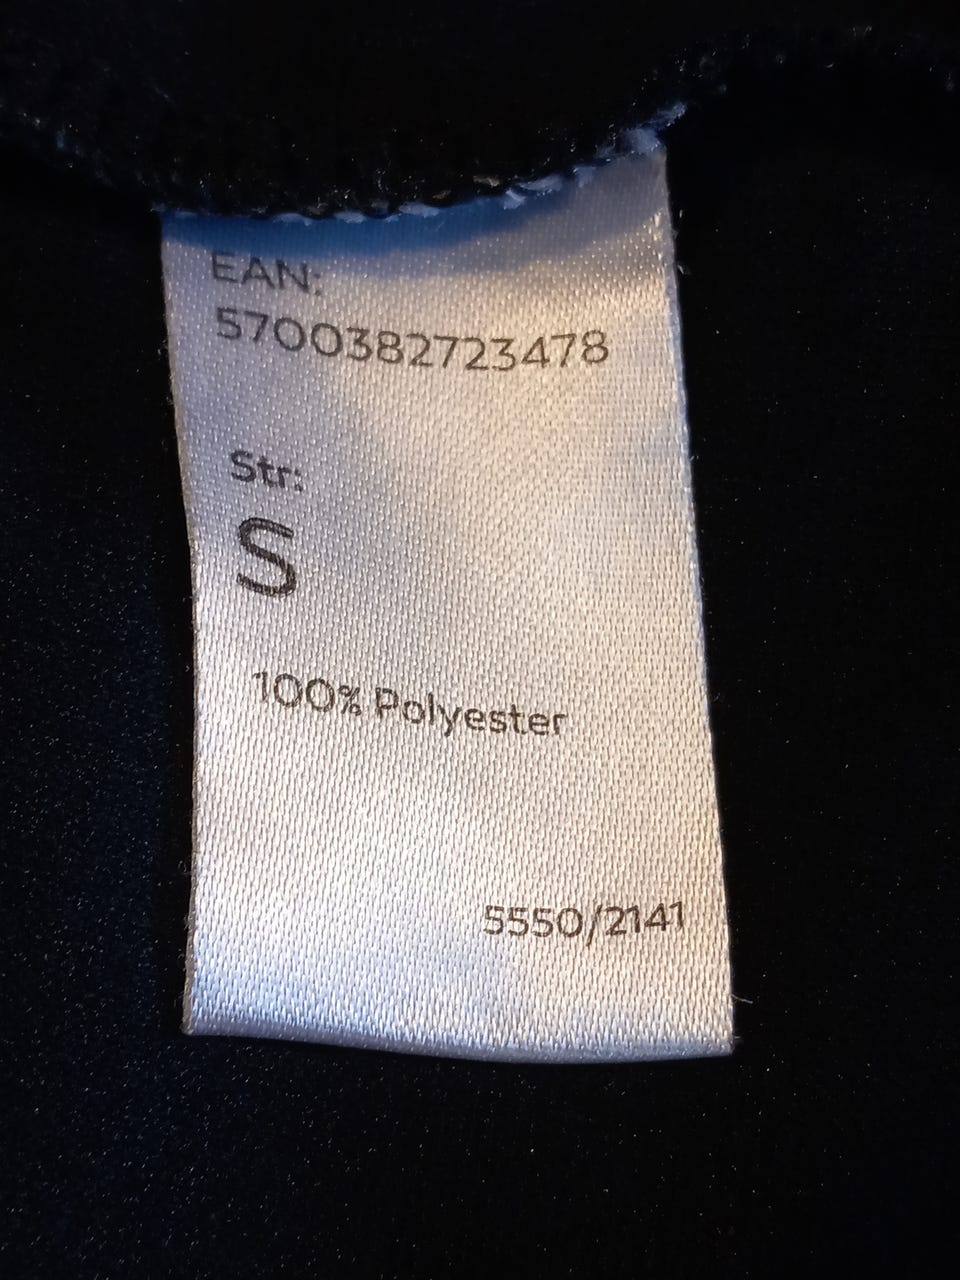 EAN:
5700382723478
Str:
S
100% Polyester
5550/2141